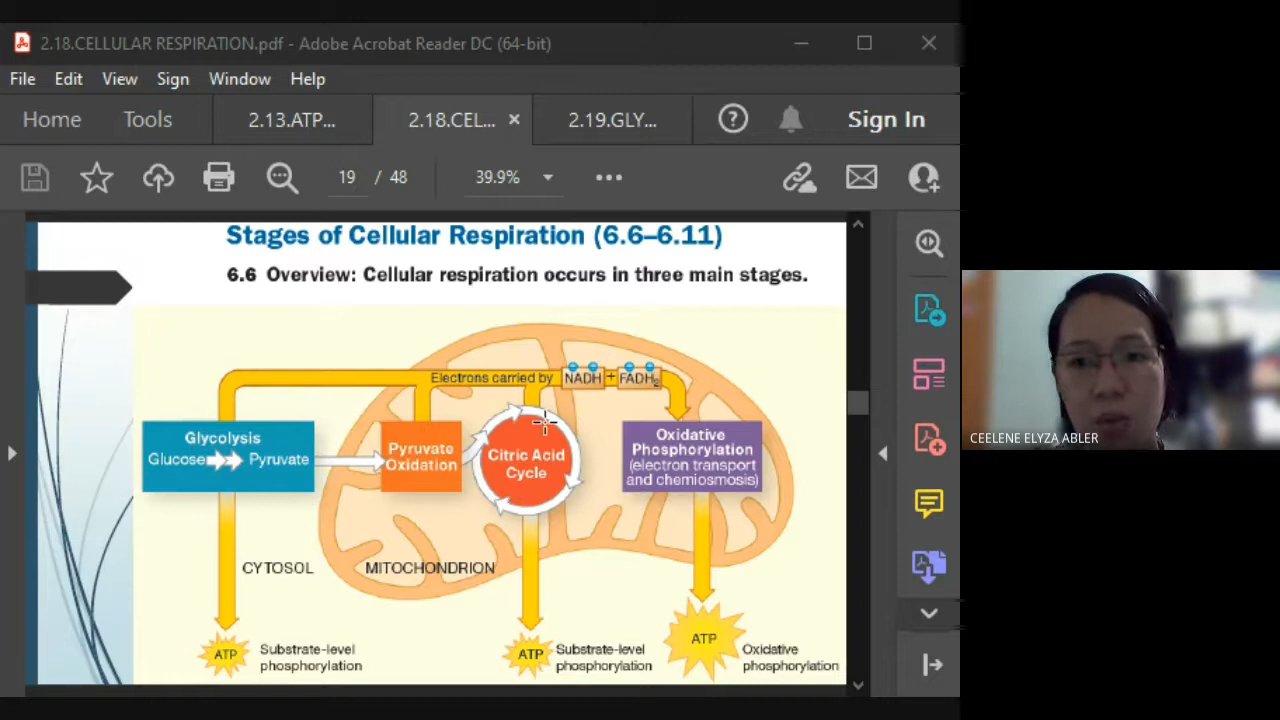 2.18.CELLULAR RESPIRATION.pdf - Adobe Acrobat Reader DC (64-bit)
File Edit View Sign Window Help
Home Tools 2.13.ATP... 2.18.CEL... 2.19.GLY... Sign In
19 / 48 39.9%
Stages of Cellular Respiration (6.6–6.11)
6.6 Overview: Cellular respiration occurs in three main stages.
Electrons carried by NADH + FADH₂
Glycolysis
Glucose Pyruvate
Pyruvate
Oxidation
Citric Acid
Cycle
Oxidative
Phosphorylation
(electron transport
and chemiosmosis)
CYTOSOL
MITOCHONDRION
ATP
Substrate-level
phosphorylation
ATP
Substrate-level
phosphorylation
ATP
Oxidative
phosphorylation
CEELENE ELYZA ABLER